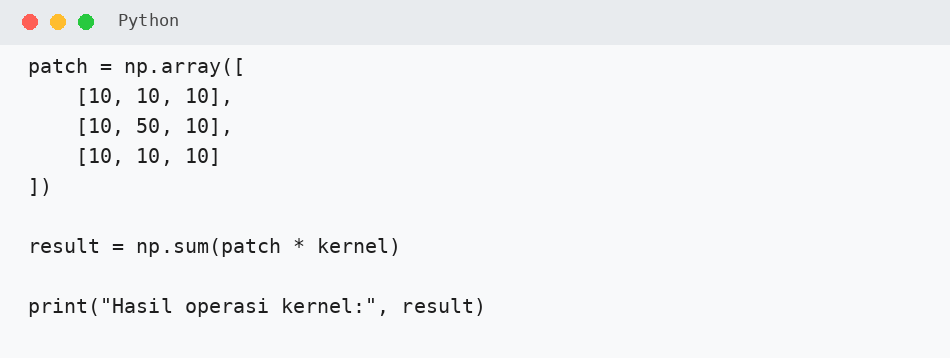 Python
patch = np.array([
    [10, 10, 10],
    [10, 50, 10],
    [10, 10, 10]
])
result = np.sum(patch * kernel)
print("Hasil operasi kernel:", result)